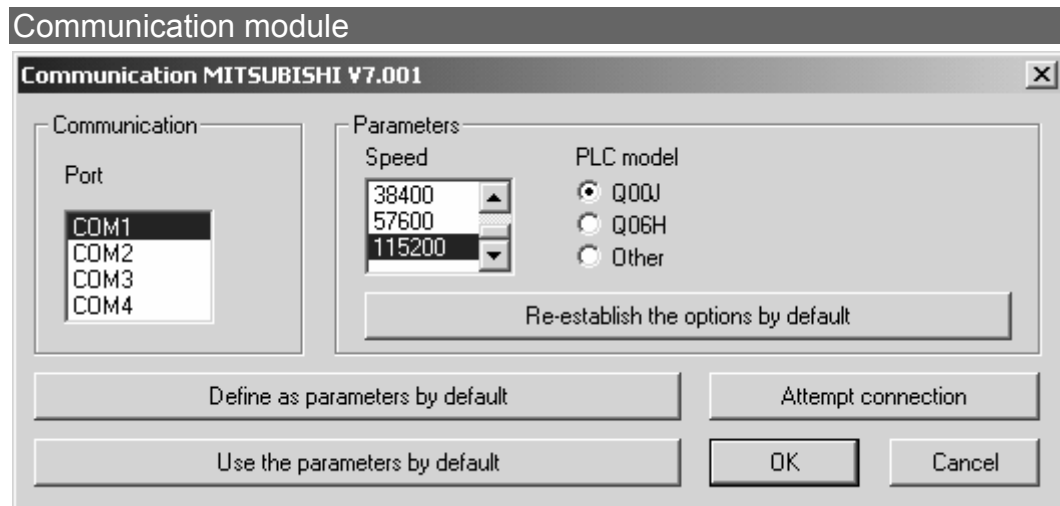 Communication module
Communication MITSUBISHI V7.001
Communication
Port
COM1
COM2
COM3
COM4
Parameters
Speed
38400
57600
115200
PLC model
Q00J
Q06H
Other
Re-establish the options by default
Define as parameters by default
Attempt connection
Use the parameters by default
OK
Cancel